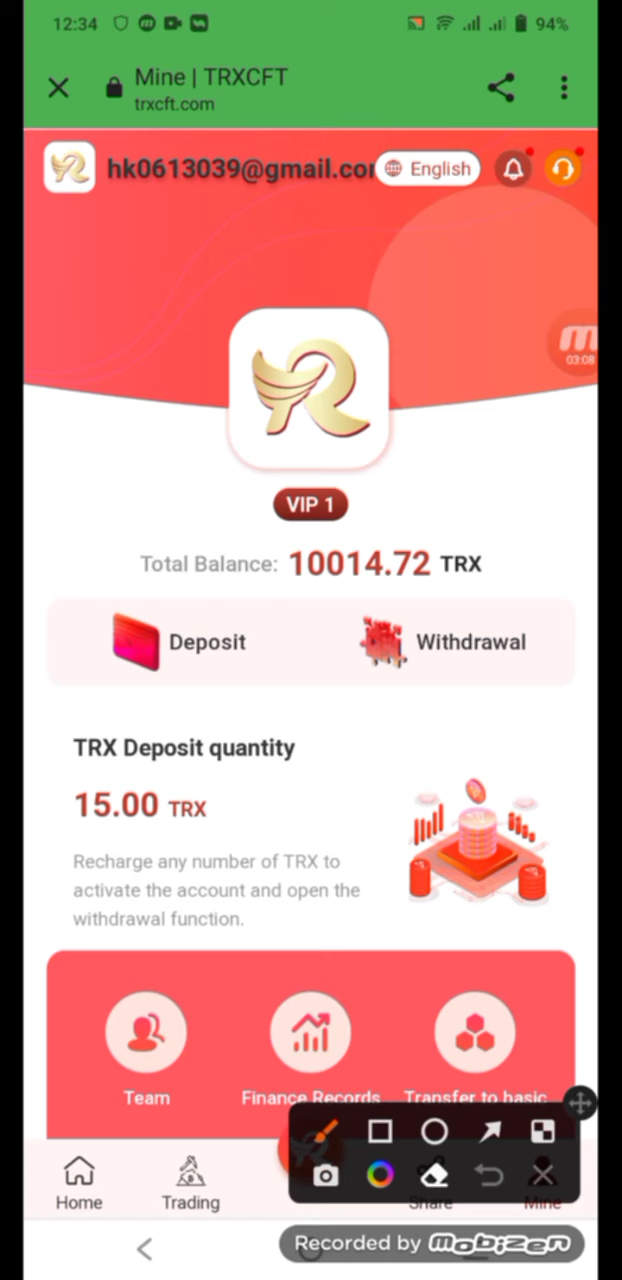 12:34
94%
Mine | TRXCFT
trxcft.com
hk0613039@gmail.com
English
03:08
VIP 1
Total Balance: 10014.72 TRX
Deposit
Withdrawal
TRX Deposit quantity
15.00 TRX
Recharge any number of TRX to
activate the account and open the
withdrawal function.
Team
Finance Records
Transfer to basic
Home
Trading
Share
Mine
Recorded by mobizen